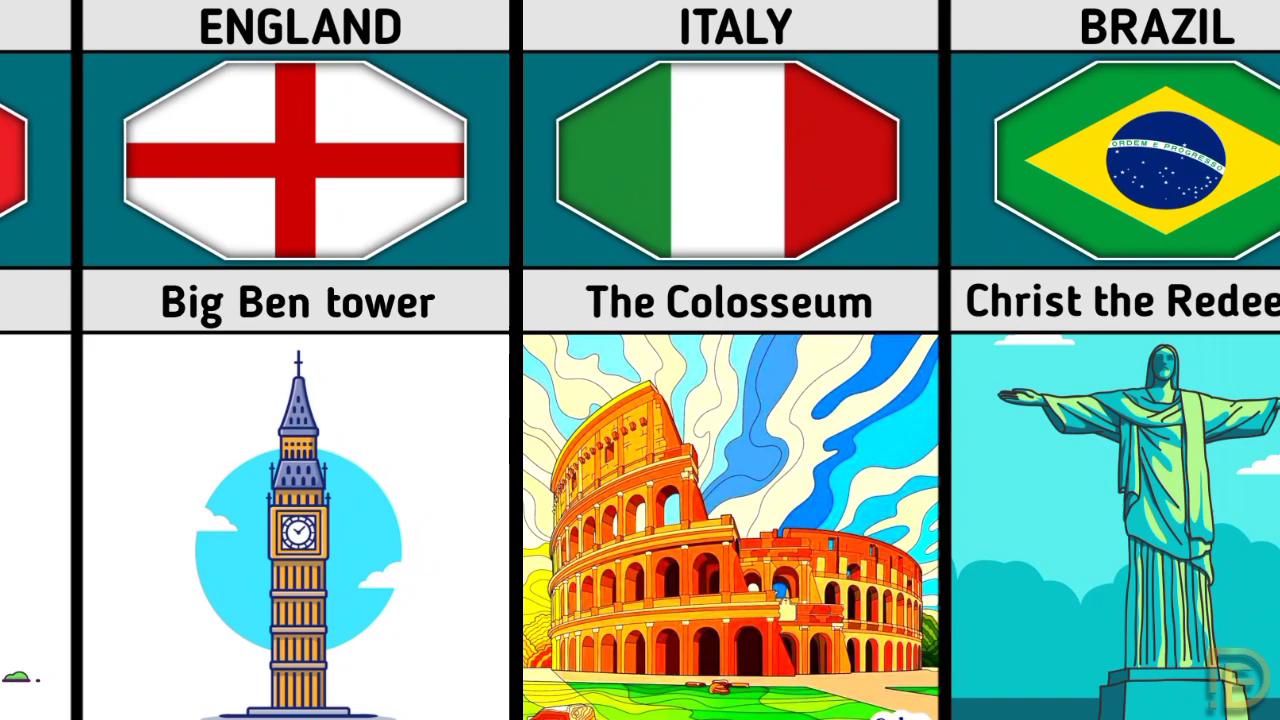 ENGLAND
ITALY
BRAZIL
ORDEM E PROGRESSO
Big Ben tower
The Colosseum
Christ the Redee